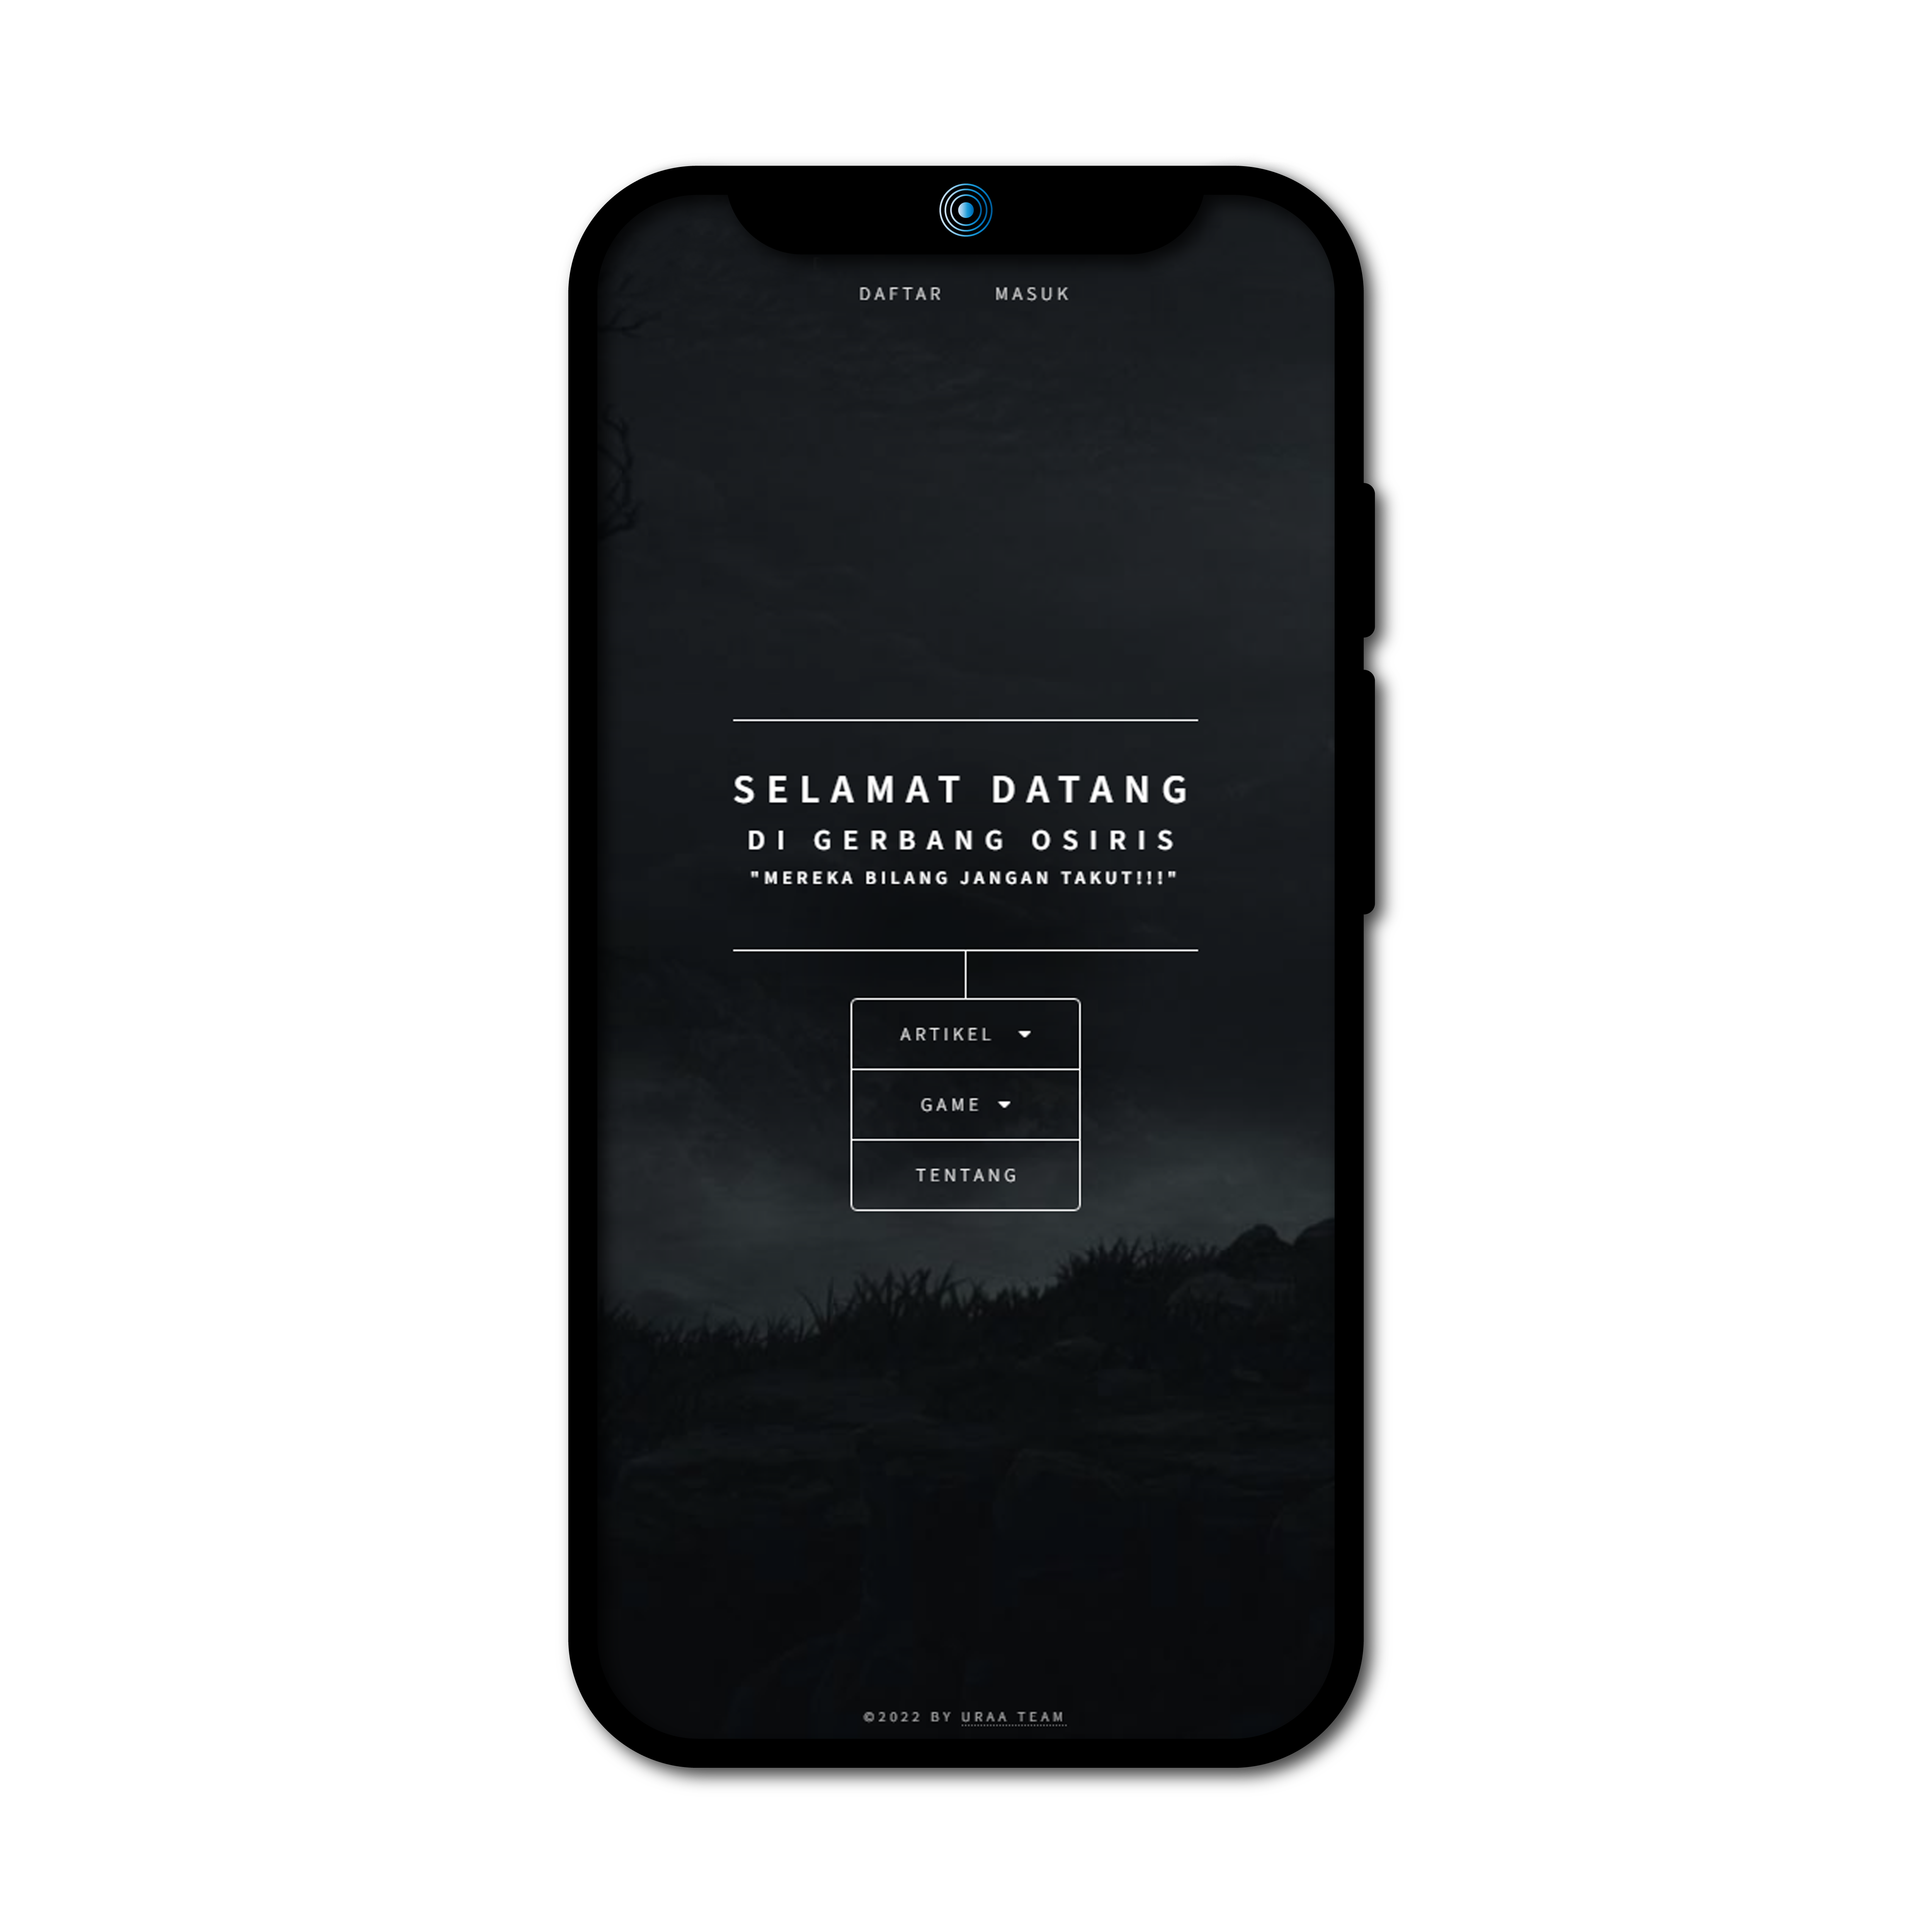 DAFTAR MASUK
SELAMAT DATANG
DI GERBANG OSIRIS
"MEREKA BILANG JANGAN TAKUT!!!"
ARTIKEL
GAME
TENTANG
©2022 BY URAA TEAM